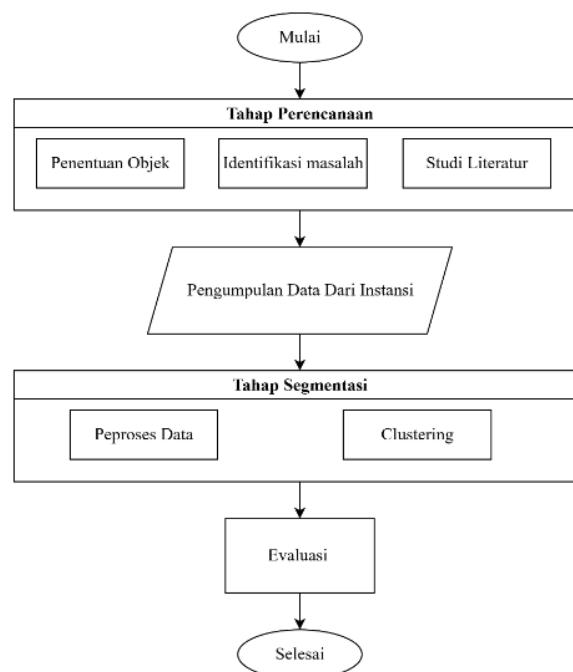 Mulai
Tahap Perencanaan
Penentuan Objek
Identifikasi masalah
Studi Literatur
Pengumpulan Data Dari Instansi
Tahap Segmentasi
Peproses Data
Clustering
Evaluasi
Selesai